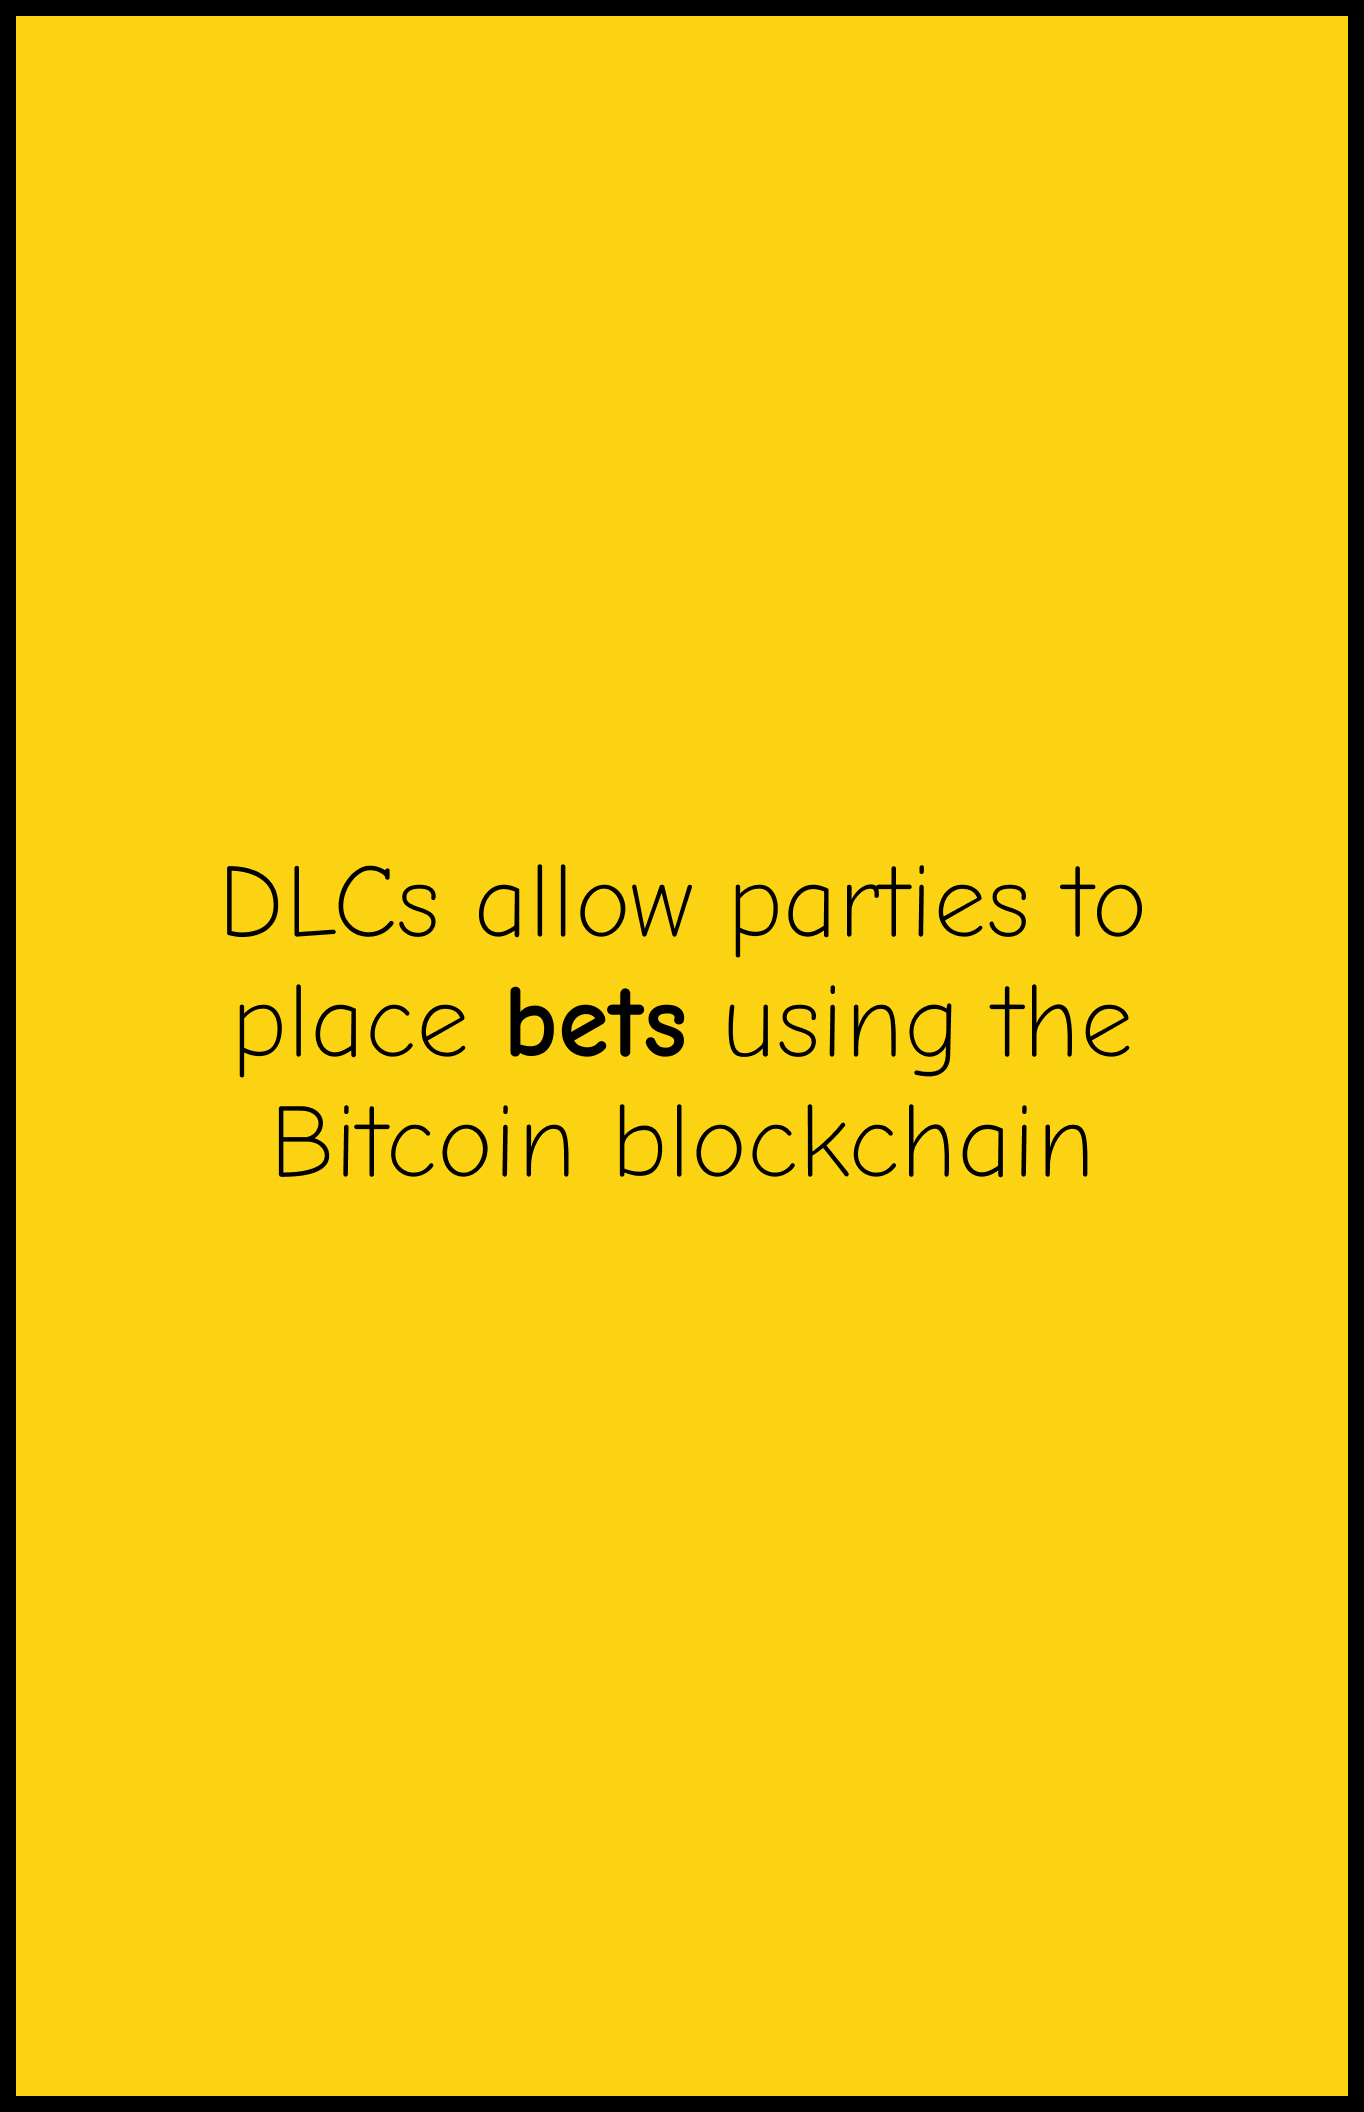 DLCs allow parties to
place bets using the
Bitcoin blockchain